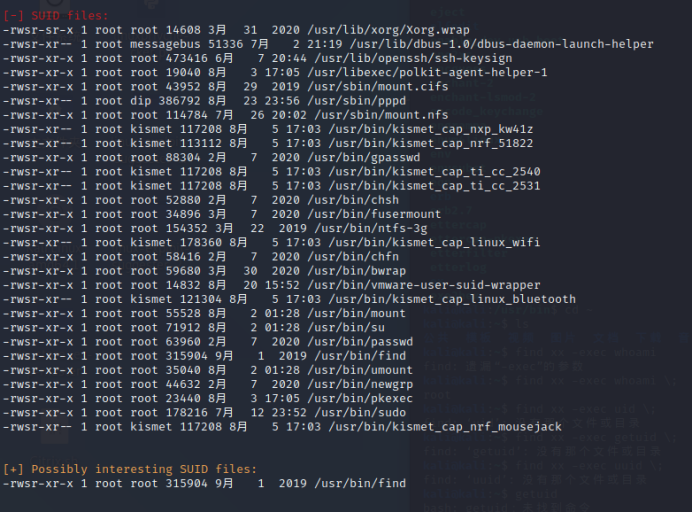 [-] SUID files:
-rwsr-sr-x 1 root root 14608 3月 31 2020 /usr/lib/xorg/Xorg.wrap
-rwsr-xr-- 1 root messagebus 51336 7月 2 21:19 /usr/lib/dbus-1.0/dbus-daemon-launch-helper
-rwsr-xr-x 1 root root 473416 6月 7 20:44 /usr/lib/openssh/ssh-keysign
-rwsr-xr-x 1 root root 19040 8月 3 17:05 /usr/libexec/polkit-agent-helper-1
-rwsr-xr-x 1 root root 43952 8月 29 2019 /usr/sbin/mount.cifs
-rwsr-xr-- 1 root dip 386792 8月 23 23:56 /usr/sbin/pppd
-rwsr-xr-x 1 root root 114784 7月 26 20:02 /usr/sbin/mount.nfs
-rwsr-xr-- 1 root kismet 117208 8月 5 17:03 /usr/bin/kismet_cap_nxp_kw41z
-rwsr-xr-- 1 root kismet 113112 8月 5 17:03 /usr/bin/kismet_cap_nrf_51822
-rwsr-xr-x 1 root root 88304 2月 7 2020 /usr/bin/gpasswd
-rwsr-xr-- 1 root kismet 117208 8月 5 17:03 /usr/bin/kismet_cap_ti_cc_2540
-rwsr-xr-- 1 root kismet 117208 8月 5 17:03 /usr/bin/kismet_cap_ti_cc_2531
-rwsr-xr-x 1 root root 52880 2月 7 2020 /usr/bin/chsh
-rwsr-xr-x 1 root root 34896 3月 7 2020 /usr/bin/fusermount
-rwsr-xr-x 1 root root 154352 3月 22 2019 /usr/bin/ntfs-3g
-rwsr-xr-- 1 root kismet 178360 8月 5 17:03 /usr/bin/kismet_cap_linux_wifi
-rwsr-xr-x 1 root root 58416 2月 7 2020 /usr/bin/chfn
-rwsr-xr-x 1 root root 59680 3月 30 2020 /usr/bin/bwrap
-rwsr-xr-x 1 root root 14832 8月 20 15:52 /usr/bin/vmware-user-suid-wrapper
-rwsr-xr-- 1 root kismet 121304 8月 5 17:03 /usr/bin/kismet_cap_linux_bluetooth
-rwsr-xr-x 1 root root 55528 8月 2 01:28 /usr/bin/mount
-rwsr-xr-x 1 root root 71912 8月 2 01:28 /usr/bin/su
-rwsr-xr-x 1 root root 63960 2月 7 2020 /usr/bin/passwd
-rwsr-xr-x 1 root root 315904 9月 1 2019 /usr/bin/find
-rwsr-xr-x 1 root root 35040 8月 2 01:28 /usr/bin/umount
-rwsr-xr-x 1 root root 44632 2月 7 2020 /usr/bin/newgrp
-rwsr-xr-x 1 root root 23440 8月 3 17:05 /usr/bin/pkexec
-rwsr-xr-x 1 root root 178216 7月 12 23:52 /usr/bin/sudo
-rwsr-xr-- 1 root kismet 117208 8月 5 17:03 /usr/bin/kismet_cap_nrf_mousejack
[+] Possibly interesting SUID files:
-rwsr-xr-x 1 root root 315904 9月 1 2019 /usr/bin/find